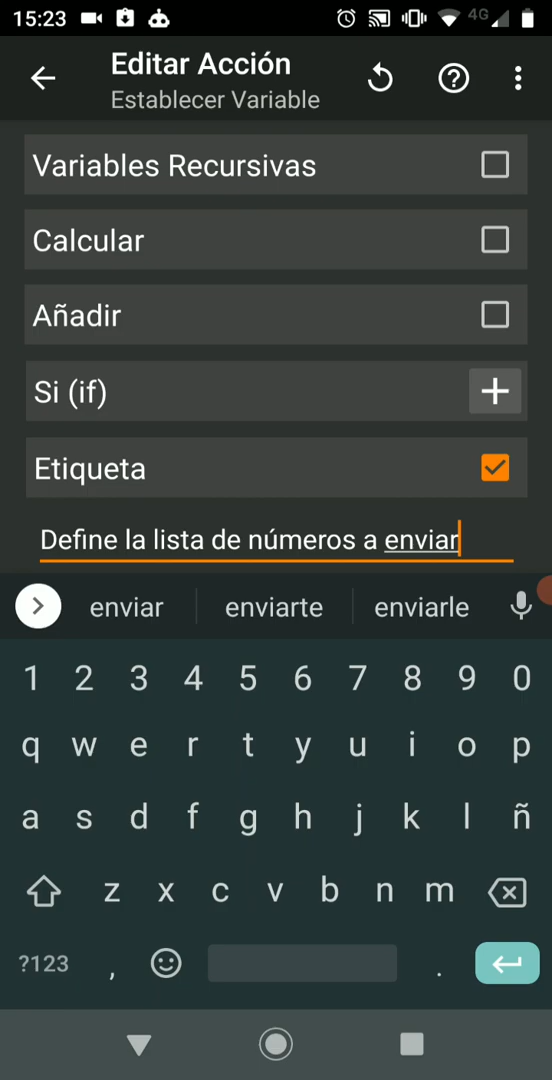 15:23 4G
Editar Acción
Establecer Variable
Variables Recursivas
Calcular
Añadir
Si (if)
Etiqueta
Define la lista de números a enviar
enviar enviarte enviarle
1 2 3 4 5 6 7 8 9 0
q w e r t y u i o p
a s d f g h j k l ñ
z x c v b n m
?123 , .